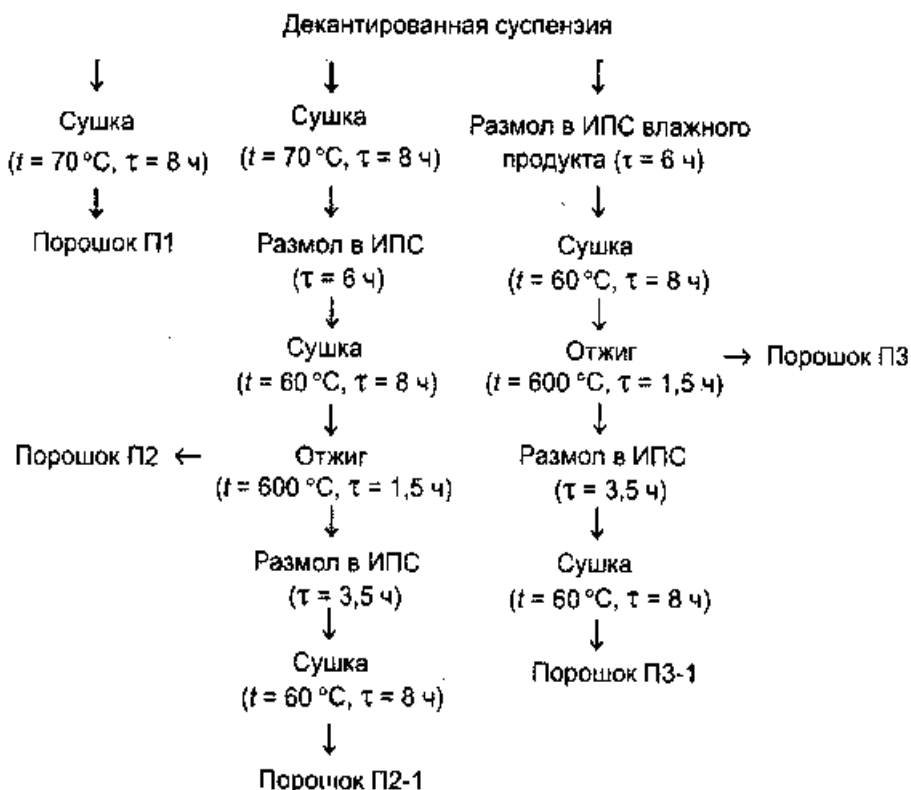 Декантированная суспензия
↓ ↓ ↓
Сушка
(t = 70 °C, τ = 8 ч)
↓
Порошок П1
Сушка
(t = 70 °C, τ = 8 ч)
↓
Размол в ИПС
(τ = 6 ч)
↓
Сушка
(t = 60 °C, τ = 8 ч)
↓
Порошок П2 ← Отжиг
(t = 600 °C, τ = 1,5 ч)
↓
Размол в ИПС
(τ = 3,5 ч)
↓
Сушка
(t = 60 °C, τ = 8 ч)
↓
Порошок П2-1
Размол в ИПС влажного
продукта (τ = 6 ч)
↓
Сушка
(t = 60 °C, τ = 8 ч)
↓
Отжиг → Порошок П3
(t = 600 °C, τ = 1,5 ч)
↓
Размол в ИПС
(τ = 3,5 ч)
↓
Сушка
(t = 60 °C, τ = 8 ч)
↓
Порошок П3-1